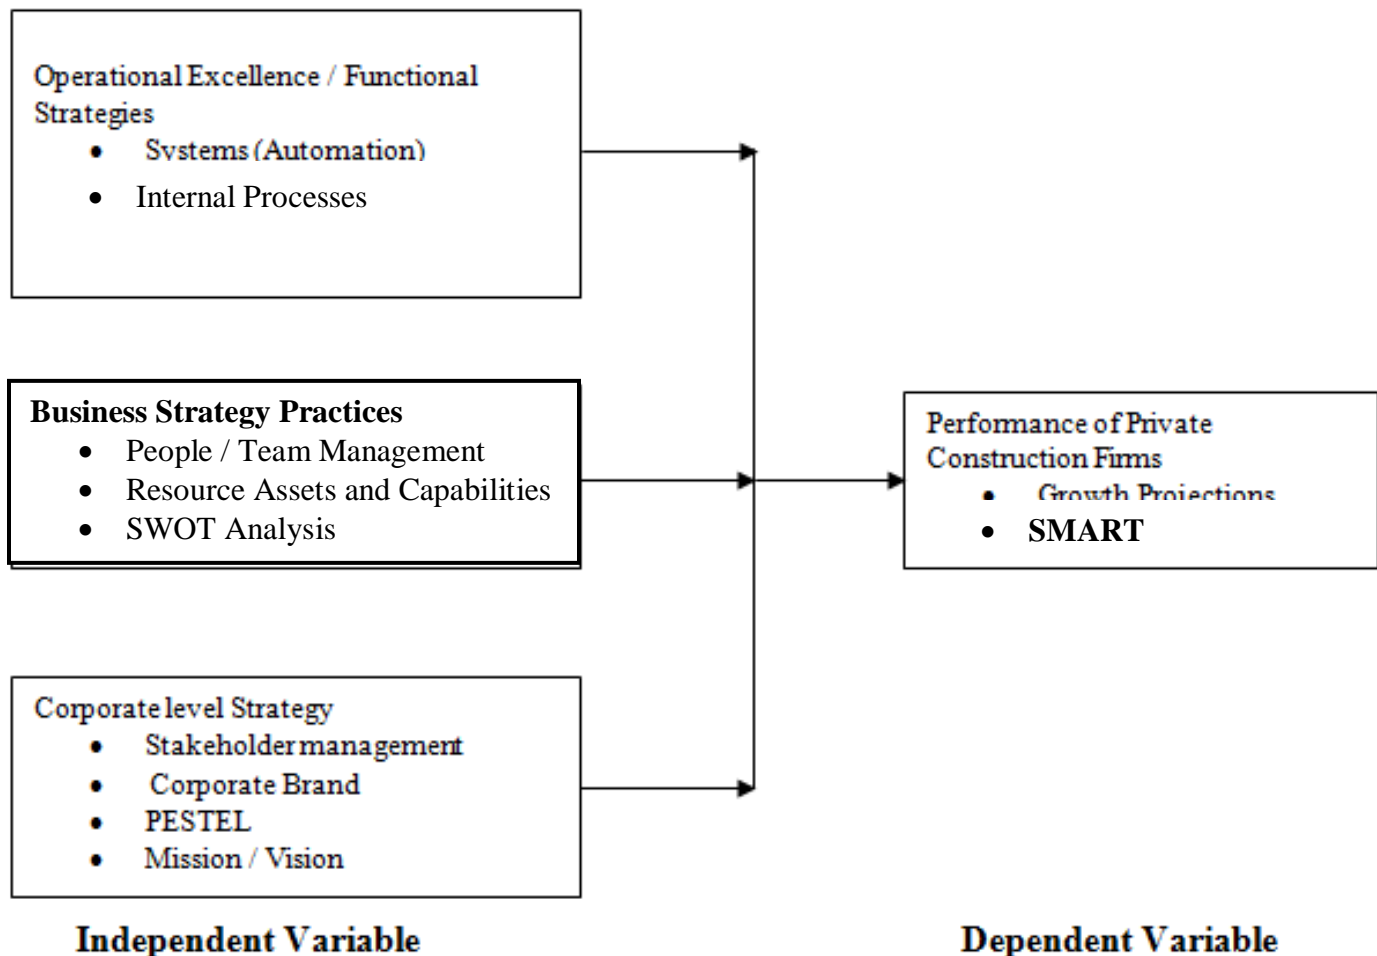 Operational Excellence / Functional
Strategies
• Systems (Automation)
• Internal Processes
Business Strategy Practices
• People / Team Management
• Resource Assets and Capabilities
• SWOT Analysis
Performance of Private
Construction Firms
• Growth Projections
• SMART
Corporate level Strategy
• Stakeholder management
• Corporate Brand
• PESTEL
• Mission / Vision
Independent Variable
Dependent Variable